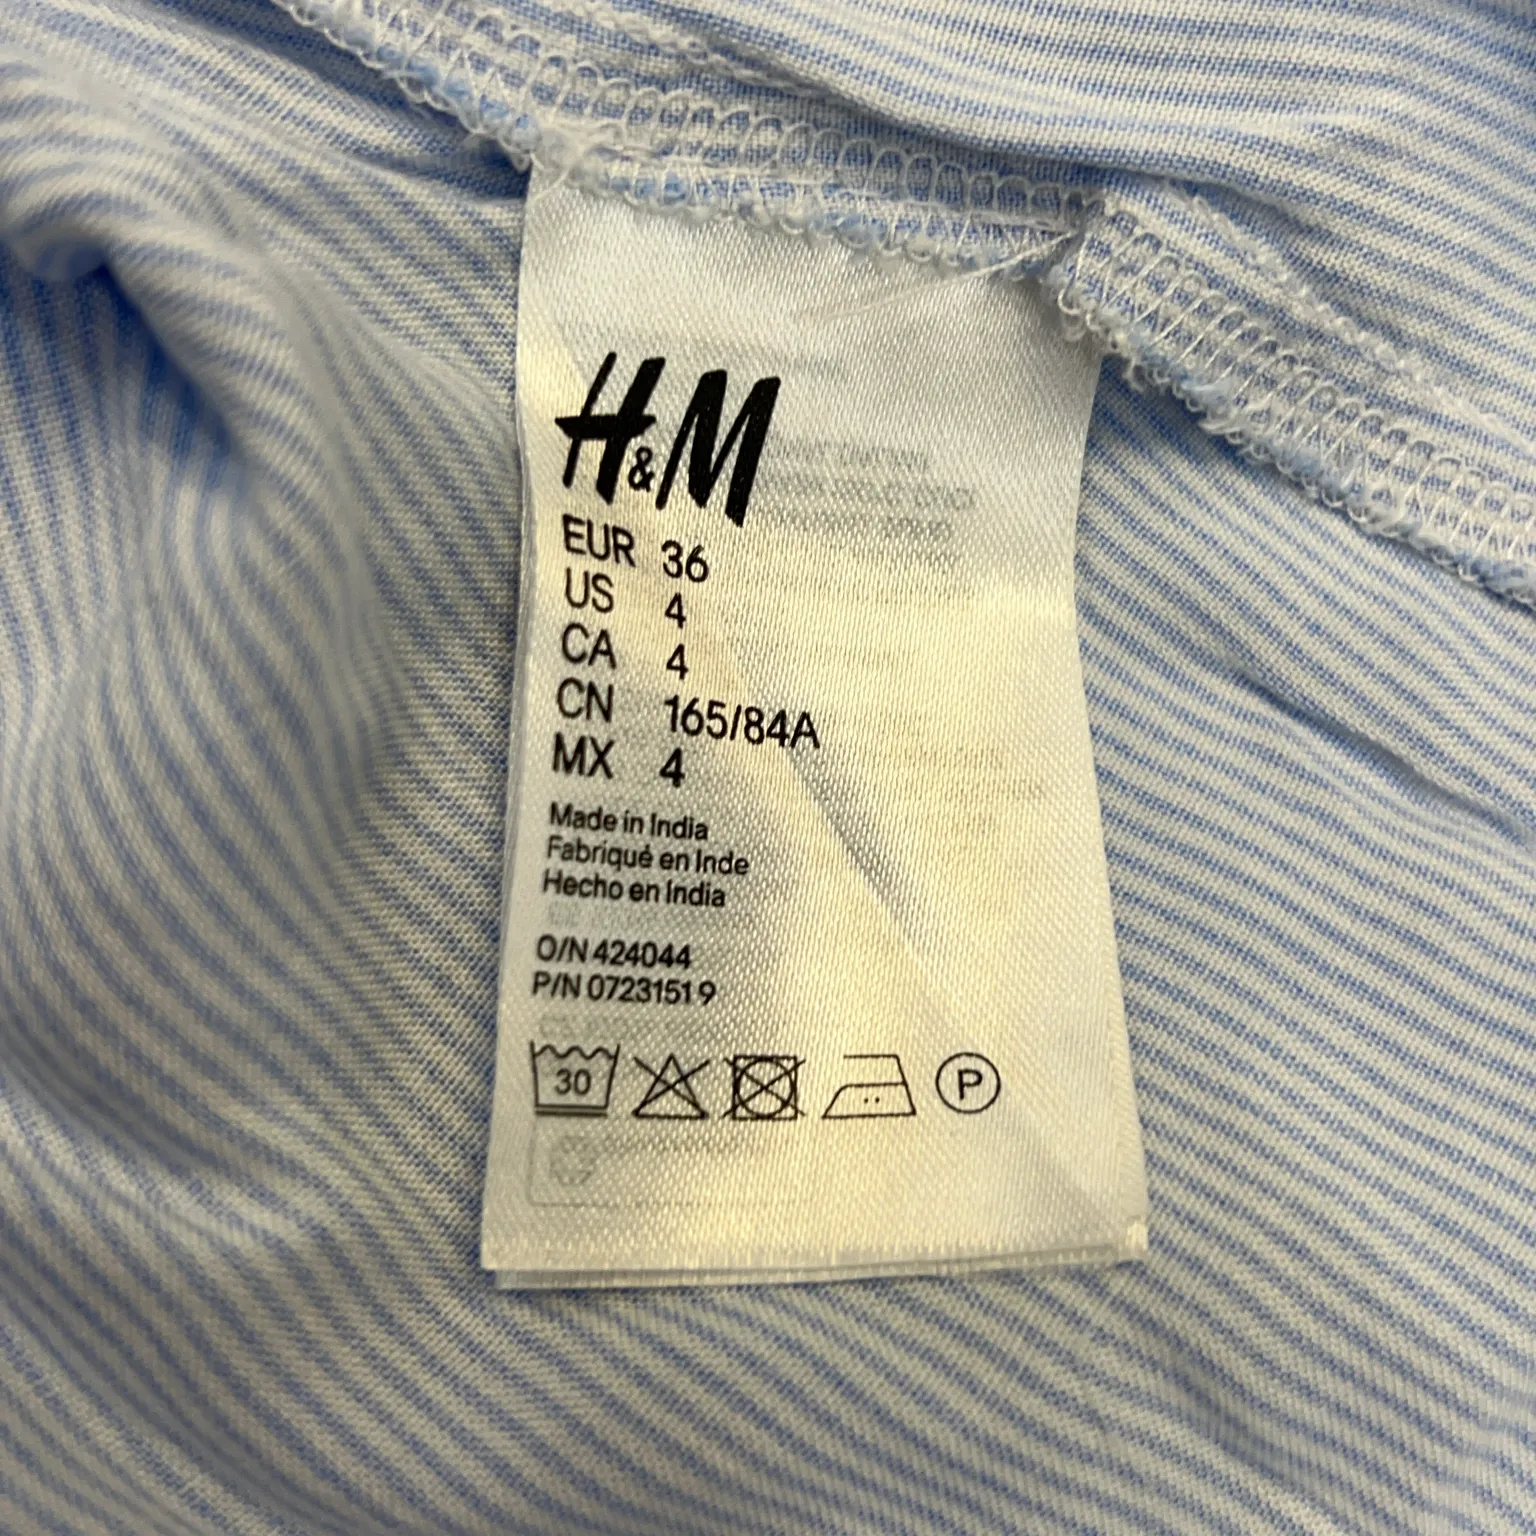 H&M
EUR 36
US 4
CA 4
CN 165/84A
MX 4
Made in India
Fabriqué en Inde
Hecho en India
O/N 424044
P/N 07231519
30
P